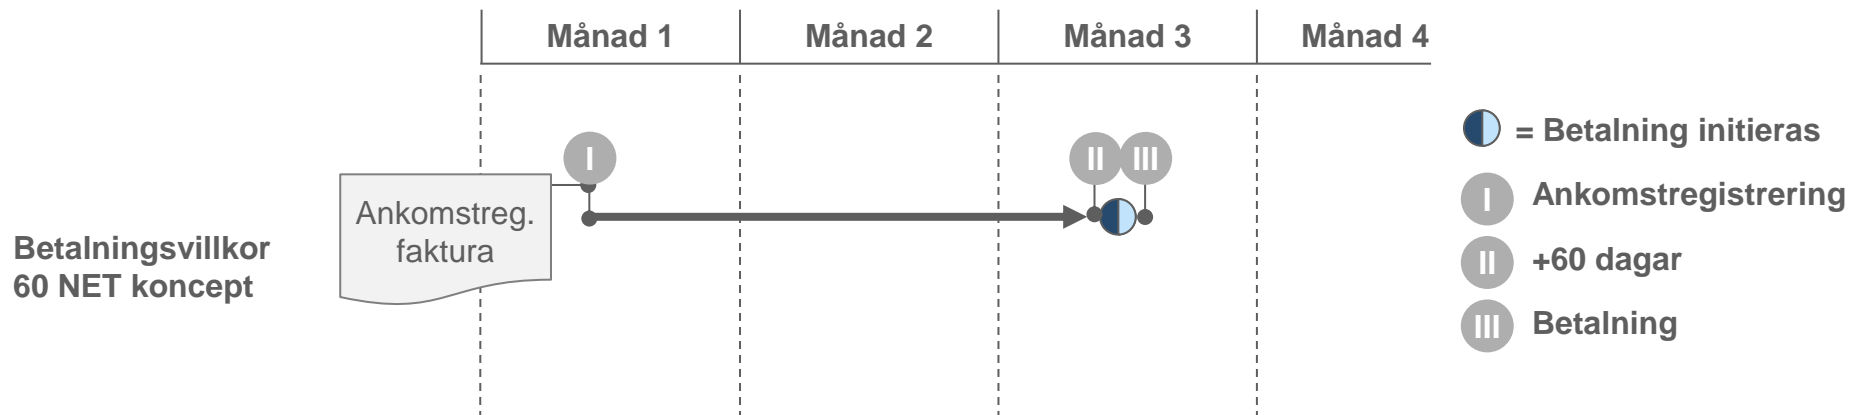 Månad 1
Månad 2
Månad 3
Månad 4
Betalningsvillkor
60 NET koncept
Ankomstreg.
faktura
I
II
III
= Betalning initieras
I Ankomstregistrering
II +60 dagar
III Betalning